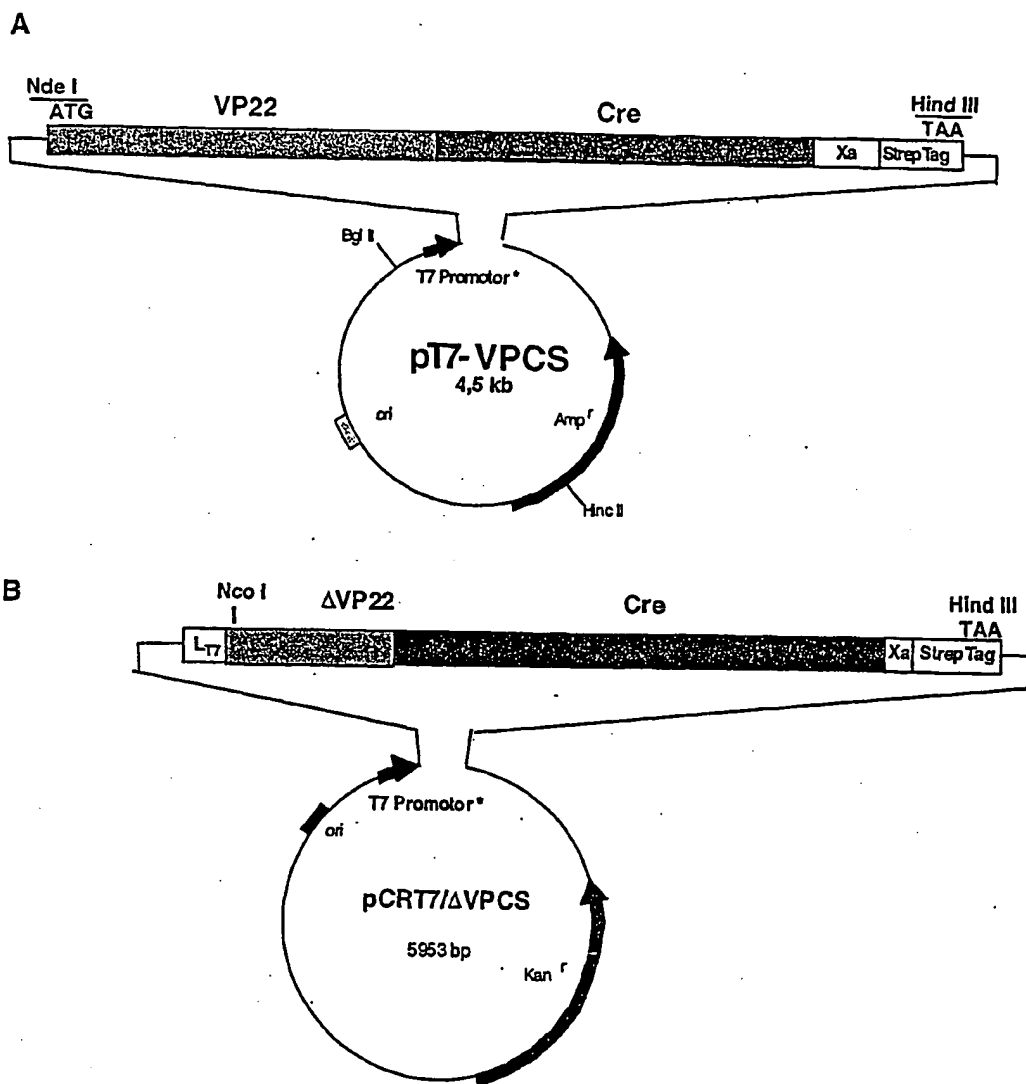 A
Nde I
ATG
VP22
Cre
Hind III
TAA
Xa
StrepTag
Bgl II
T7 Promotor*
pT7-VPCS
4,5 kb
ori
Amp r
Hinc II
B
Nco I
ΔVP22
Cre
Hind III
TAA
LT7
Xa
StrepTag
T7 Promotor*
ori
pCRT7/ΔVPCS
5953 bp
Kan r